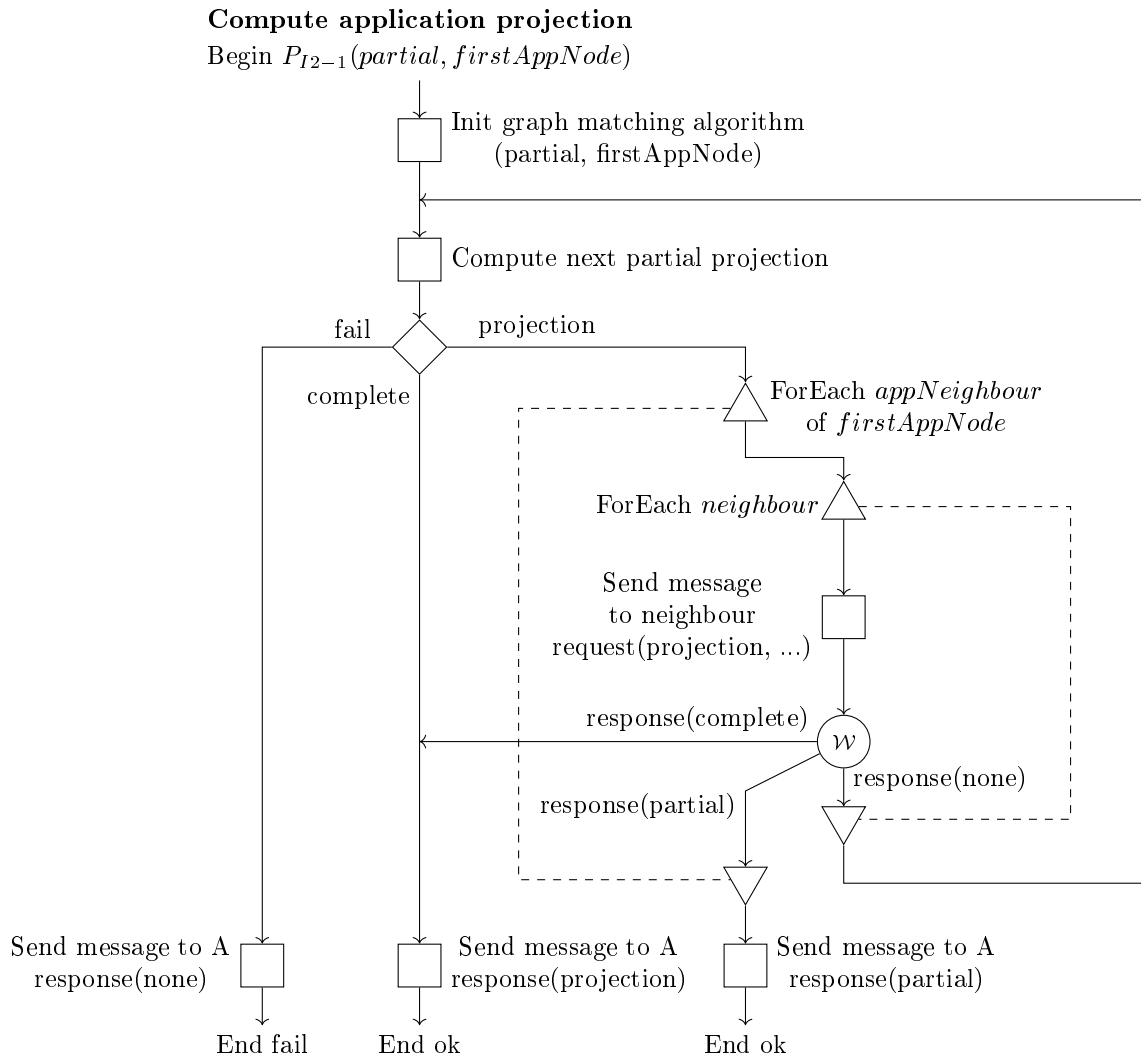 Compute application projection
Begin P_{I2−1}(partial, firstAppNode)
Init graph matching algorithm
(partial, firstAppNode)
Compute next partial projection
fail
projection
complete
ForEach appNeighbour
of firstAppNode
ForEach neighbour
Send message
to neighbour
request(projection, ...)
response(complete)
W
response(none)
response(partial)
Send message to A
response(none)
Send message to A
response(projection)
Send message to A
response(partial)
End fail
End ok
End ok